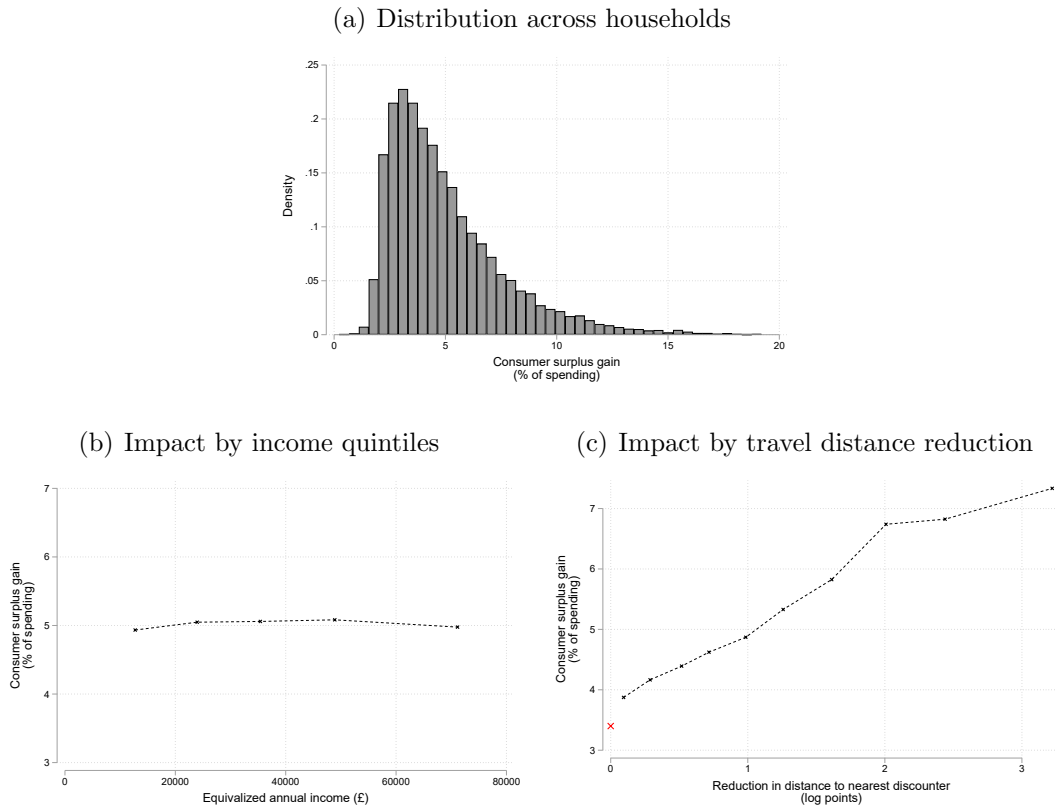 (a) Distribution across households
.25
.2
.15
.1
.05
0
Density
0 5 10 15 20
Consumer surplus gain
(% of spending)
(b) Impact by income quintiles
7
6
5
4
3
Consumer surplus gain
(% of spending)
0 20000 40000 60000 80000
Equivalized annual income (£)
(c) Impact by travel distance reduction
7
6
5
4
3
Consumer surplus gain
(% of spending)
0 1 2 3
Reduction in distance to nearest discounter
(log points)